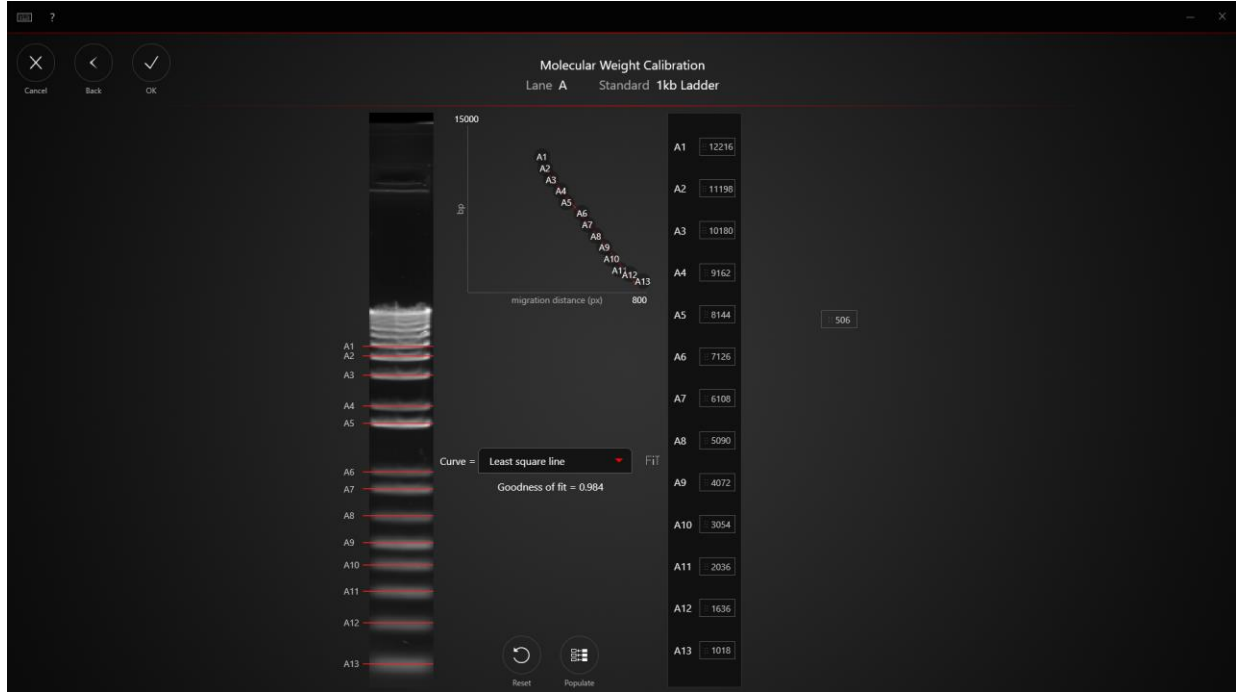 ?
Cancel Back OK
Molecular Weight Calibration
Lane A Standard 1kb Ladder
15000
bp
A1
A2
A3
A4
A5
A6
A7
A8
A9
A10
A11
A12
A13
migration distance (px) 800
A1
A2
A3
A4
A5
A6
A7
A8
A9
A10
A11
A12
A13
Curve = Least square line FiT
Goodness of fit = 0.984
Reset Populate
A1 12216
A2 11198
A3 10180
A4 9162
A5 8144
A6 7126
A7 6108
A8 5090
A9 4072
A10 3054
A11 2036
A12 1636
A13 1018
506